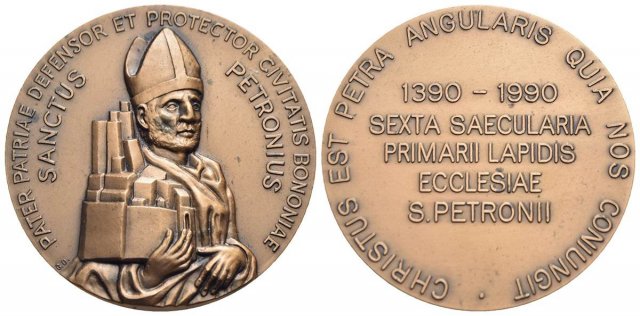 PATER PATRIAE DEFENSOR ET PROTECTOR CIVITATIS BONONIAE
SANCTUS
PETRONIUS
CHRISTUS EST PETRA ANGULARIS QUIA NOS CONIUNGIT ·
1390 - 1990
SEXTA SAECULARIA
PRIMARII LAPIDIS
ECCLESIAE
S. PETRONII